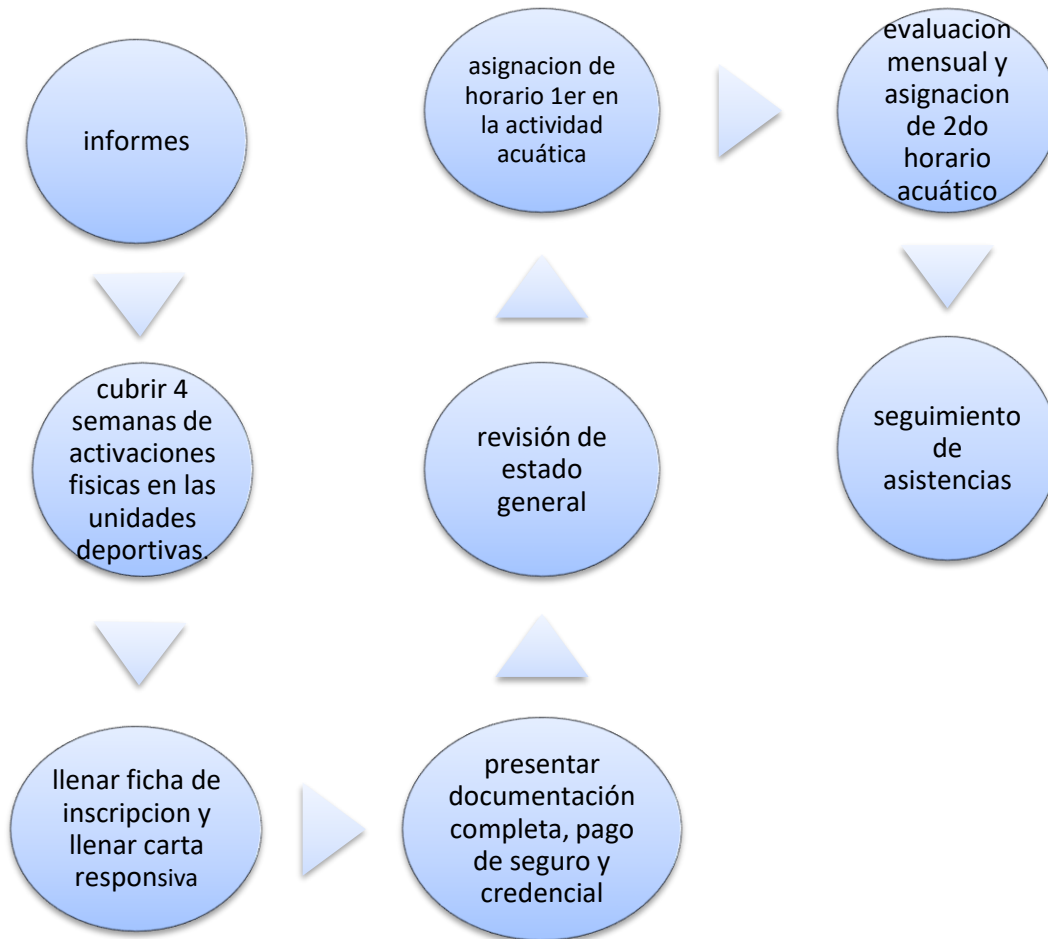 informes
cubrir 4
semanas de
activaciones
fisicas en las
unidades
deportivas.
llenar ficha de
inscripcion y
llenar carta
responsiva
presentar
documentación
completa, pago
de seguro y
credencial
revisión de
estado
general
asignacion de
horario 1er en
la actividad
acuática
evaluacion
mensual y
asignacion
de 2do
horario
acuático
seguimiento
de
asistencias